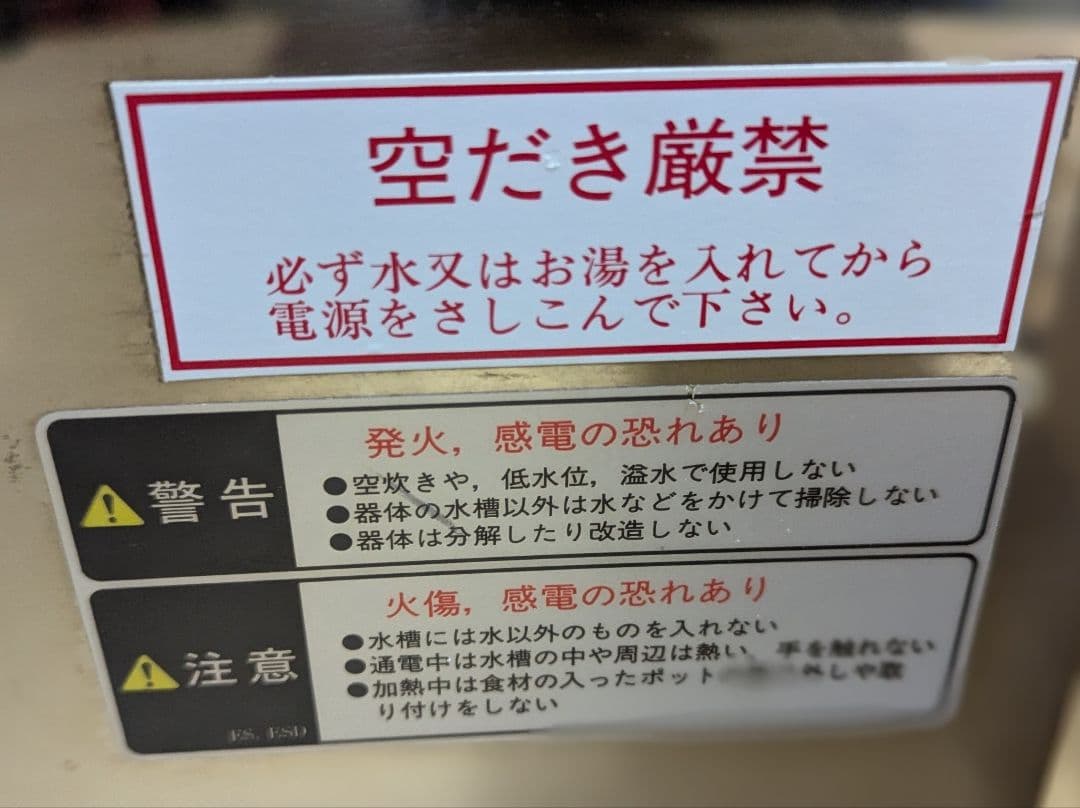 空だき厳禁
必ず水又はお湯を入れてから
電源をさしこんで下さい。
警告
発火，感電の恐れあり
●空炊きや，低水位，溢水で使用しない
●器体の水槽以外は水などをかけて掃除しない
●器体は分解したり改造しない
注意
火傷，感電の恐れあり
●水槽には水以外のものを入れない
●通電中は水槽の中や周辺は熱い、手を触れない
●加熱中は食材の入ったポット 外しや取
り付けをしない
ES, ESD